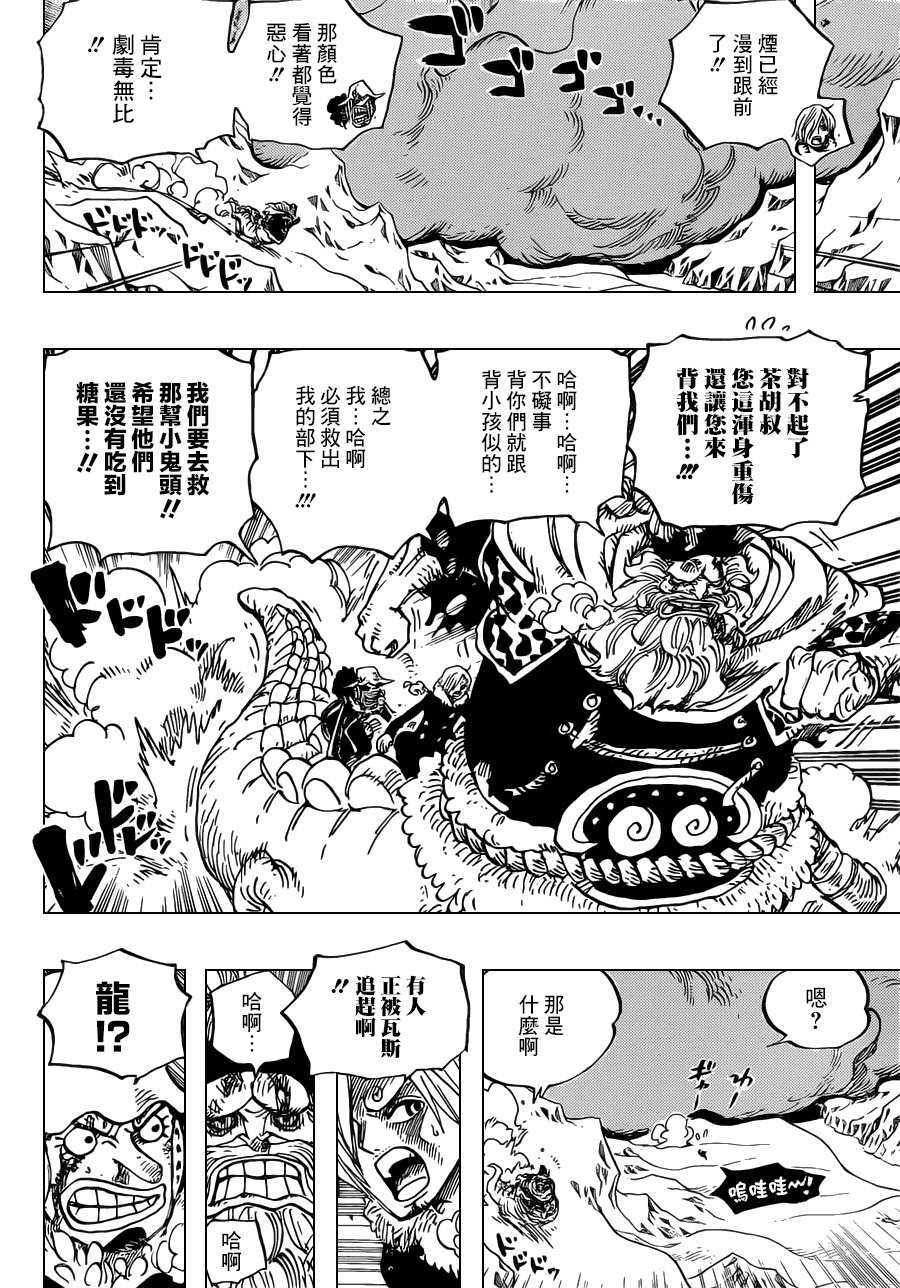 煙已經
漫到跟前
了!!
那顏色
看著都覺得
惡心!!
肯定…
劇毒無比
!!
ゴゴゴゴ…
ドドドドッ
ドドドド
對不起了
茶胡叔
您這渾身重傷
還讓您來
背我們…!!!
哈啊…哈啊
不礙事
背你們就跟
背小孩似的…
總之
我…哈啊
必須救出
我的部下…!!!
我們要去救
那幫小鬼頭!!
希望他們
還沒有吃到
糖果…!!
ドドドド
ドドド
嗯?
那是
什麼啊
嗚哇哇~~!
ドドド
有人
正被瓦斯
追趕啊
!!
哈啊…
哈啊
龍!?